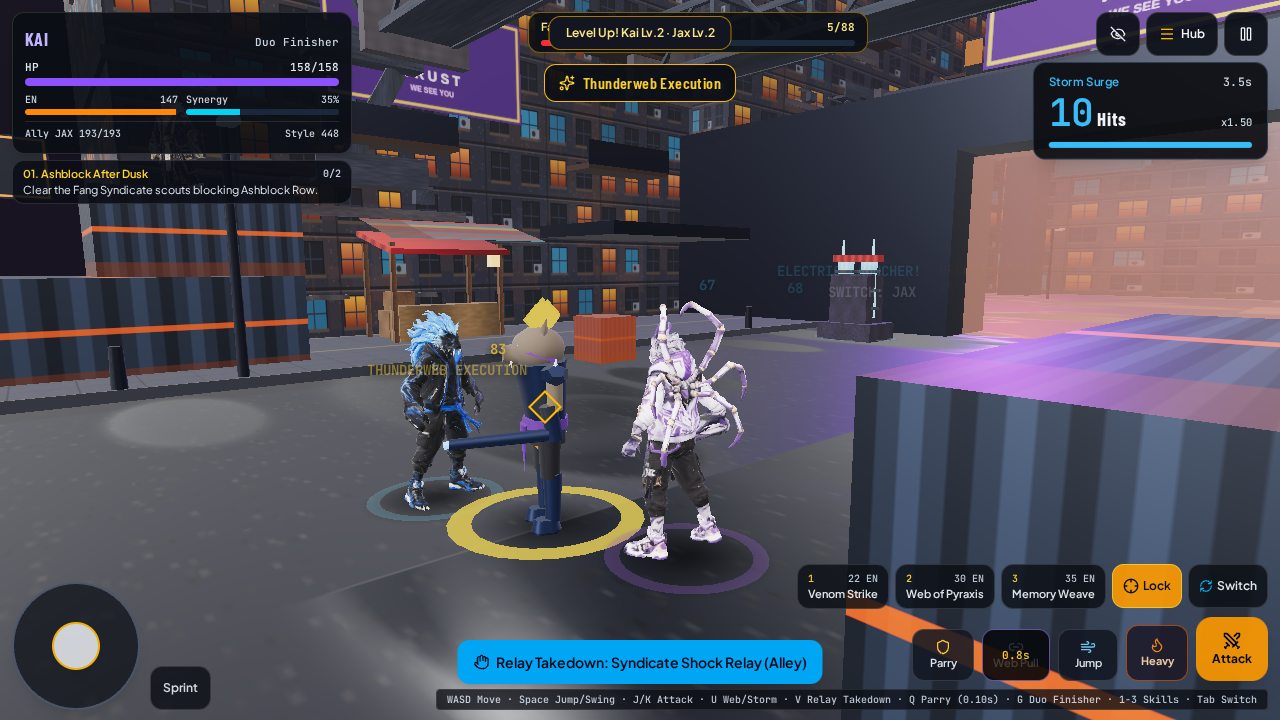 KAI
Duo Finisher
HP
158/158
EN
147
Synergy
35%
Ally JAX 193/193
Style 448
01. Ashblock After Dusk
0/2
Clear the Fang Syndicate scouts blocking Ashblock Row.
Level Up! Kai Lv.2 · Jax Lv.2
5/88
Thunderweb Execution
Hub
Storm Surge
3.5s
10 Hits
x1.50
RUST
WE SEE YOU
WE SEE YOU
67
68
SWITCH: JAX
83
THUNDERWEB EXECUTION
1
22 EN
Venom Strike
2
30 EN
Web of Pyraxis
3
35 EN
Memory Weave
Lock
Switch
Parry
0.8s
Web Pull
Jump
Heavy
Attack
Sprint
Relay Takedown: Syndicate Shock Relay (Alley)
WASD Move · Space Jump/Swing · J/K Attack · U Web/Storm · V Relay Takedown · Q Parry (0.10s) · G Duo Finisher · 1-3 Skills · Tab Switch